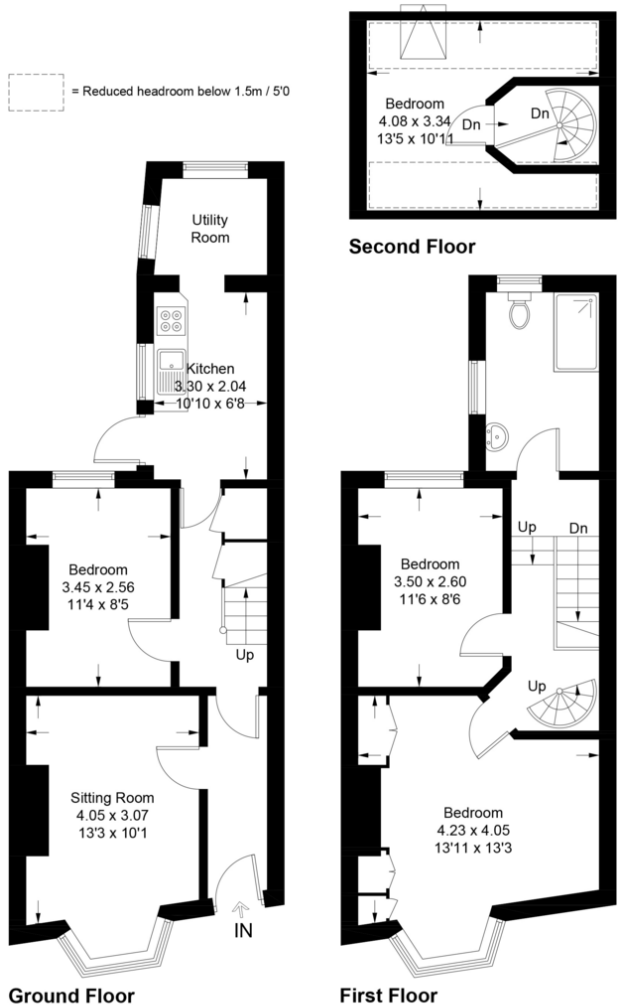 = Reduced headroom below 1.5m / 5'0
Bedroom
4.08 x 3.34
13'5 x 10'11
Dn
Dn
Second Floor
Utility
Room
Kitchen
3.30 x 2.04
10'10 x 6'8
Bedroom
3.45 x 2.56
11'4 x 8'5
Up
Sitting Room
4.05 x 3.07
13'3 x 10'1
IN
Ground Floor
Up
Dn
Bedroom
3.50 x 2.60
11'6 x 8'6
Up
Bedroom
4.23 x 4.05
13'11 x 13'3
First Floor